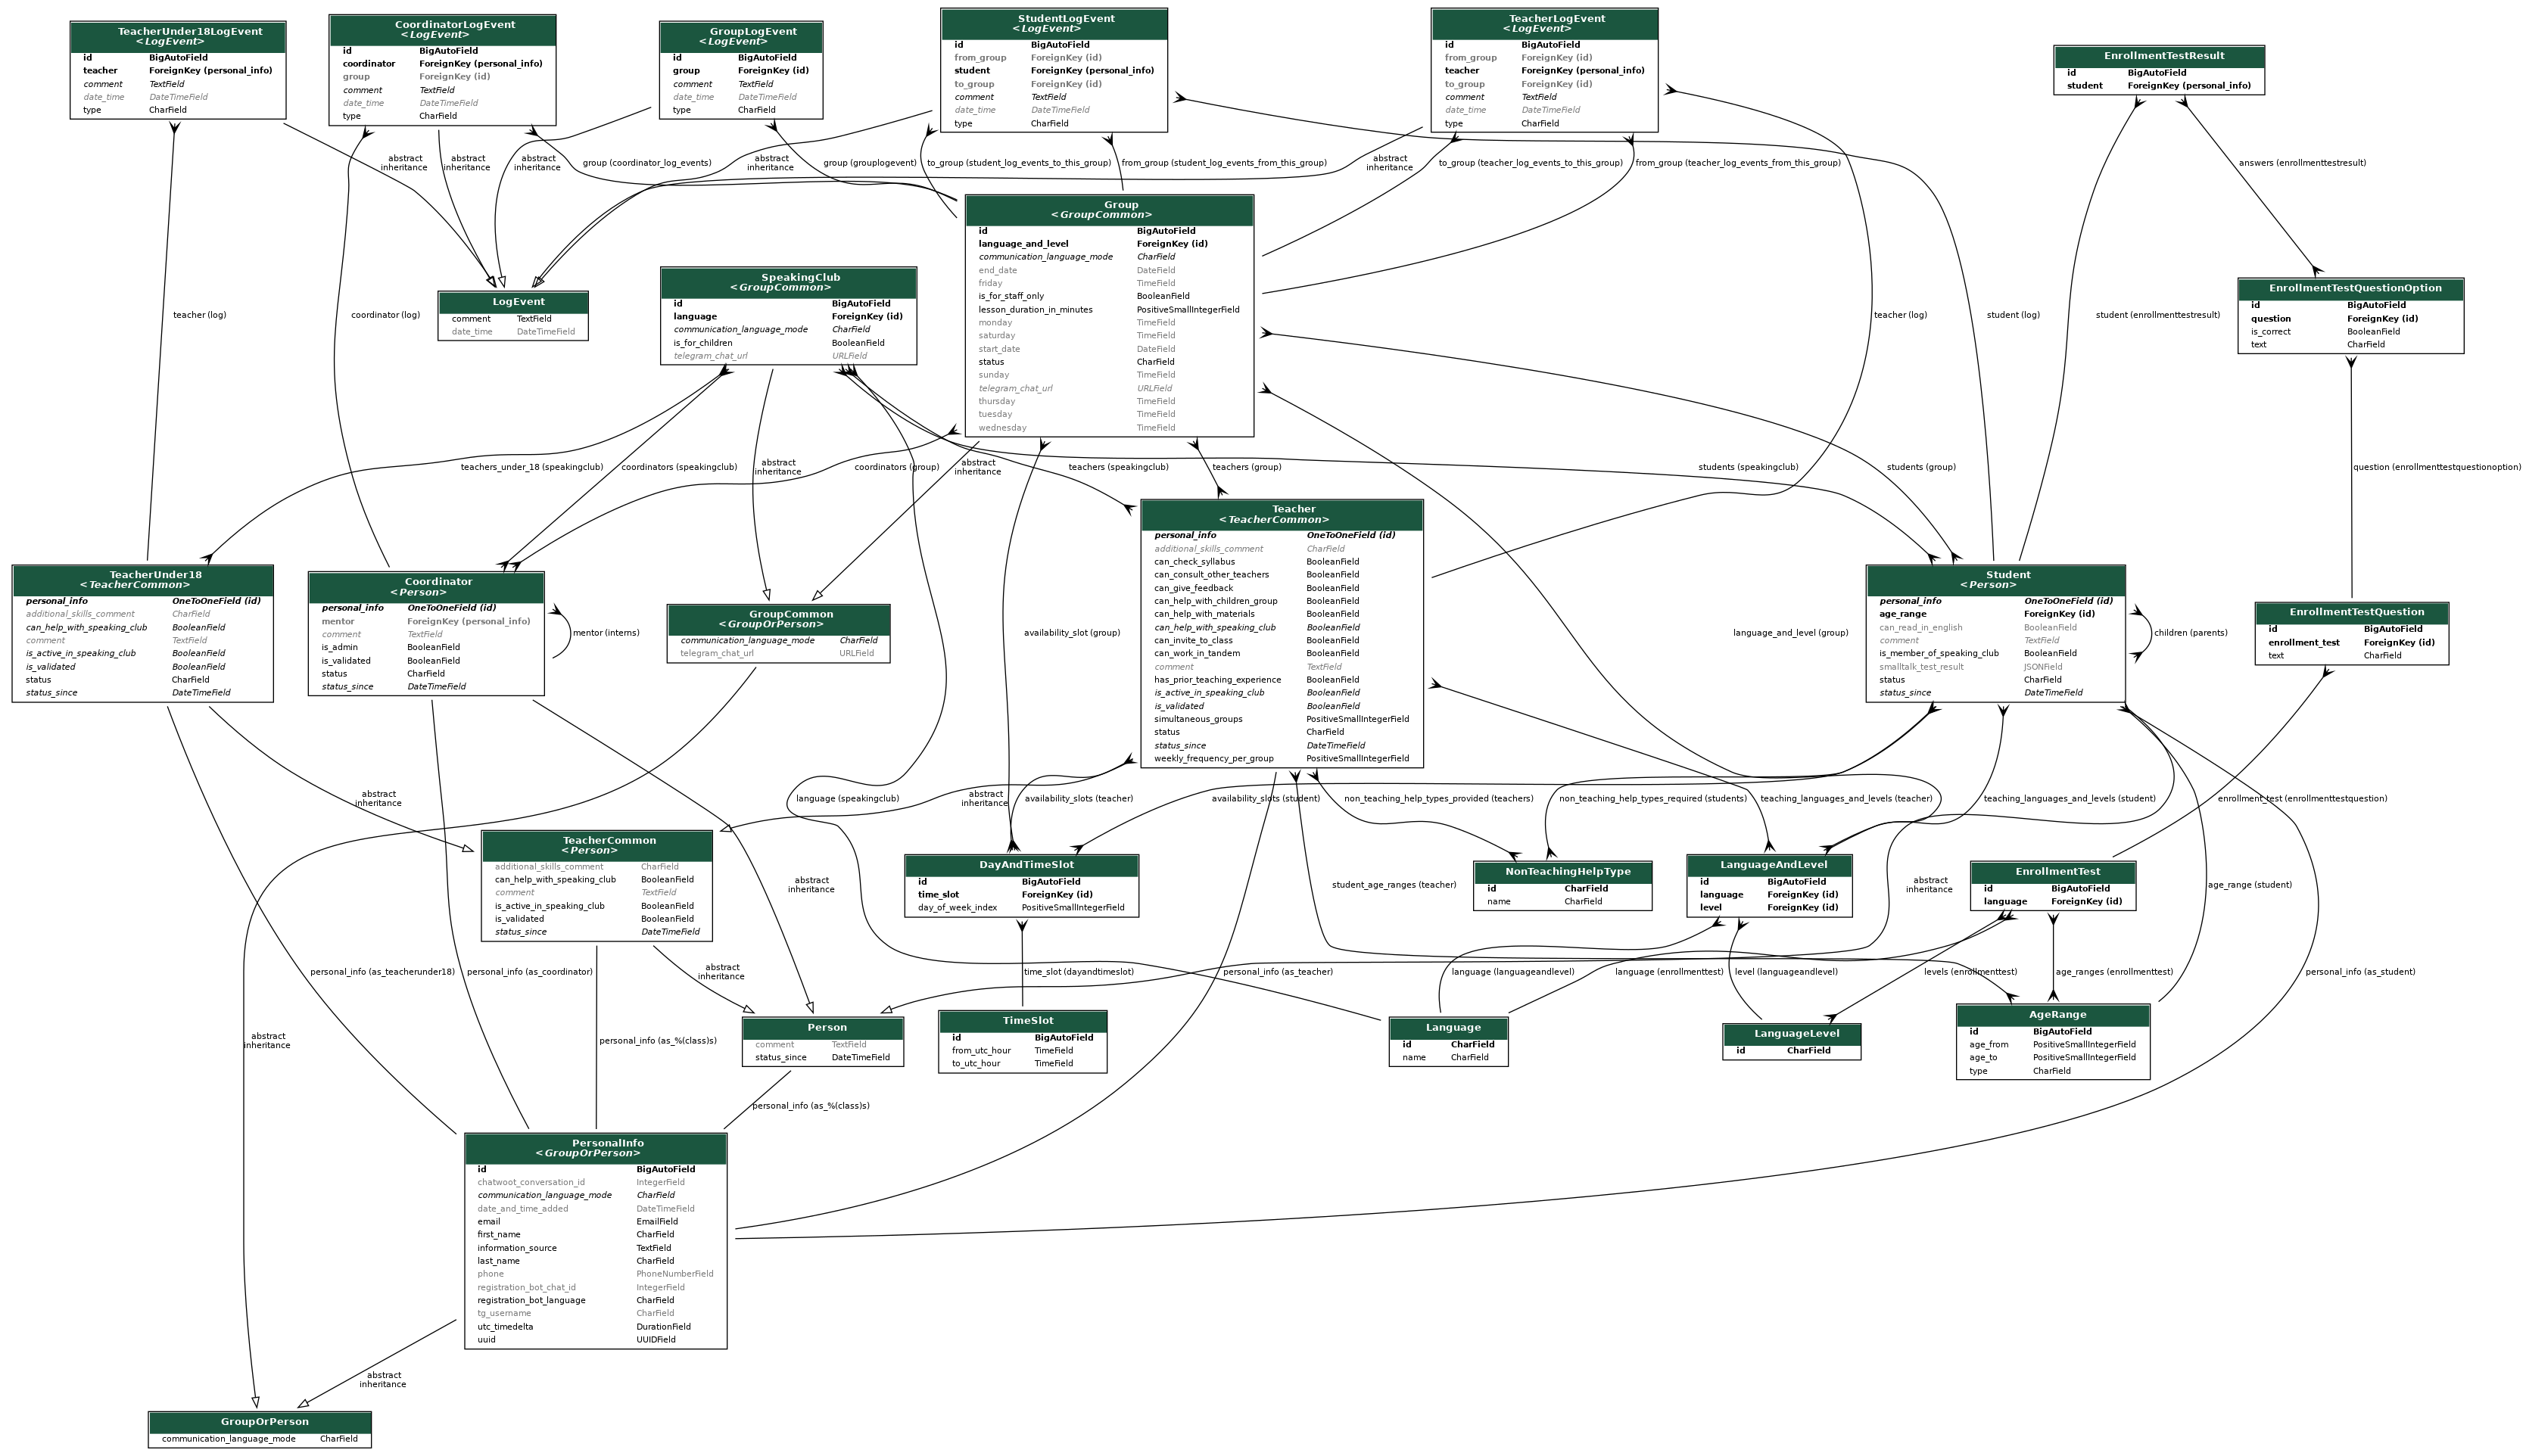 TeacherUnder18LogEvent
<LogEvent>
id BigAutoField
teacher ForeignKey (personal_info)
comment TextField
date_time DateTimeField
type CharField
CoordinatorLogEvent
<LogEvent>
id BigAutoField
coordinator ForeignKey (personal_info)
group ForeignKey (id)
comment TextField
date_time DateTimeField
type CharField
GroupLogEvent
<LogEvent>
id BigAutoField
group ForeignKey (id)
comment TextField
date_time DateTimeField
type CharField
StudentLogEvent
<LogEvent>
id BigAutoField
from_group ForeignKey (id)
student ForeignKey (personal_info)
to_group ForeignKey (id)
comment TextField
date_time DateTimeField
type CharField
TeacherLogEvent
<LogEvent>
id BigAutoField
from_group ForeignKey (id)
teacher ForeignKey (personal_info)
to_group ForeignKey (id)
comment TextField
date_time DateTimeField
type CharField
EnrollmentTestResult
id BigAutoField
student ForeignKey (personal_info)
abstract
inheritance
abstract
inheritance
abstract
inheritance
group (coordinator_log_events)
abstract
inheritance
group (grouplogevent)
to_group (student_log_events_to_this_group)
from_group (student_log_events_from_this_group)
abstract
inheritance
to_group (teacher_log_events_to_this_group)
from_group (teacher_log_events_from_this_group)
answers (enrollmenttestresult)
Group
<GroupCommon>
id BigAutoField
language_and_level ForeignKey (id)
communication_language_mode CharField
end_date DateField
friday TimeField
is_for_staff_only BooleanField
lesson_duration_in_minutes PositiveSmallIntegerField
monday TimeField
saturday TimeField
start_date DateField
status CharField
sunday TimeField
telegram_chat_url URLField
thursday TimeField
tuesday TimeField
wednesday TimeField
SpeakingClub
<GroupCommon>
id BigAutoField
language ForeignKey (id)
communication_language_mode CharField
is_for_children BooleanField
telegram_chat_url URLField
LogEvent
comment TextField
date_time DateTimeField
EnrollmentTestQuestionOption
id BigAutoField
question ForeignKey (id)
is_correct BooleanField
text CharField
teacher (log)
coordinator (log)
teacher (log)
student (log)
student (enrollmenttestresult)
teachers_under_18 (speakingclub)
coordinators (speakingclub)
abstract
inheritance
coordinators (group)
abstract
inheritance
teachers (speakingclub)
teachers (group)
students (speakingclub)
students (group)
question (enrollmenttestquestionoption)
TeacherUnder18
<TeacherCommon>
personal_info OneToOneField (id)
additional_skills_comment CharField
can_help_with_speaking_club BooleanField
comment TextField
is_active_in_speaking_club BooleanField
is_validated BooleanField
status CharField
status_since DateTimeField
Coordinator
<Person>
personal_info OneToOneField (id)
mentor ForeignKey (personal_info)
comment TextField
is_admin BooleanField
is_validated BooleanField
status CharField
status_since DateTimeField
mentor (interns)
GroupCommon
<GroupOrPerson>
communication_language_mode CharField
telegram_chat_url URLField
availability_slot (group)
Teacher
<TeacherCommon>
personal_info OneToOneField (id)
additional_skills_comment CharField
can_check_syllabus BooleanField
can_consult_other_teachers BooleanField
can_give_feedback BooleanField
can_help_with_children_group BooleanField
can_help_with_materials BooleanField
can_help_with_speaking_club BooleanField
can_invite_to_class BooleanField
can_work_in_tandem BooleanField
comment TextField
has_prior_teaching_experience BooleanField
is_active_in_speaking_club BooleanField
is_validated BooleanField
simultaneous_groups PositiveSmallIntegerField
status CharField
status_since DateTimeField
weekly_frequency_per_group PositiveSmallIntegerField
language_and_level (group)
Student
<Person>
personal_info OneToOneField (id)
age_range ForeignKey (id)
can_read_in_english BooleanField
comment TextField
is_member_of_speaking_club BooleanField
smalltalk_test_result JSONField
status CharField
status_since DateTimeField
children (parents)
EnrollmentTestQuestion
id BigAutoField
enrollment_test ForeignKey (id)
text CharField
abstract
inheritance
language (speakingclub)
abstract
inheritance
availability_slots (teacher)
availability_slots (student)
non_teaching_help_types_provided (teachers)
non_teaching_help_types_required (students)
teaching_languages_and_levels (teacher)
teaching_languages_and_levels (student)
enrollment_test (enrollmenttestquestion)
TeacherCommon
<Person>
additional_skills_comment CharField
can_help_with_speaking_club BooleanField
comment TextField
is_active_in_speaking_club BooleanField
is_validated BooleanField
status_since DateTimeField
abstract
inheritance
DayAndTimeSlot
id BigAutoField
time_slot ForeignKey (id)
day_of_week_index PositiveSmallIntegerField
student_age_ranges (teacher)
NonTeachingHelpType
id CharField
name CharField
LanguageAndLevel
id BigAutoField
language ForeignKey (id)
level ForeignKey (id)
abstract
inheritance
EnrollmentTest
id BigAutoField
language ForeignKey (id)
age_range (student)
personal_info (as_teacherunder18)
personal_info (as_coordinator)
abstract
inheritance
time_slot (dayandtimeslot)
personal_info (as_teacher)
language (languageandlevel)
language (enrollmenttest)
level (languageandlevel)
levels (enrollmenttest)
age_ranges (enrollmenttest)
personal_info (as_student)
abstract
inheritance
personal_info (as_%(class)s)
Person
comment TextField
status_since DateTimeField
TimeSlot
id BigAutoField
from_utc_hour TimeField
to_utc_hour TimeField
Language
id CharField
name CharField
LanguageLevel
id CharField
AgeRange
id BigAutoField
age_from PositiveSmallIntegerField
age_to PositiveSmallIntegerField
type CharField
personal_info (as_%(class)s)
PersonalInfo
<GroupOrPerson>
id BigAutoField
chatwoot_conversation_id IntegerField
communication_language_mode CharField
date_and_time_added DateTimeField
email EmailField
first_name CharField
information_source TextField
last_name CharField
phone PhoneNumberField
registration_bot_chat_id IntegerField
registration_bot_language CharField
tg_username CharField
utc_timedelta DurationField
uuid UUIDField
abstract
inheritance
GroupOrPerson
communication_language_mode CharField